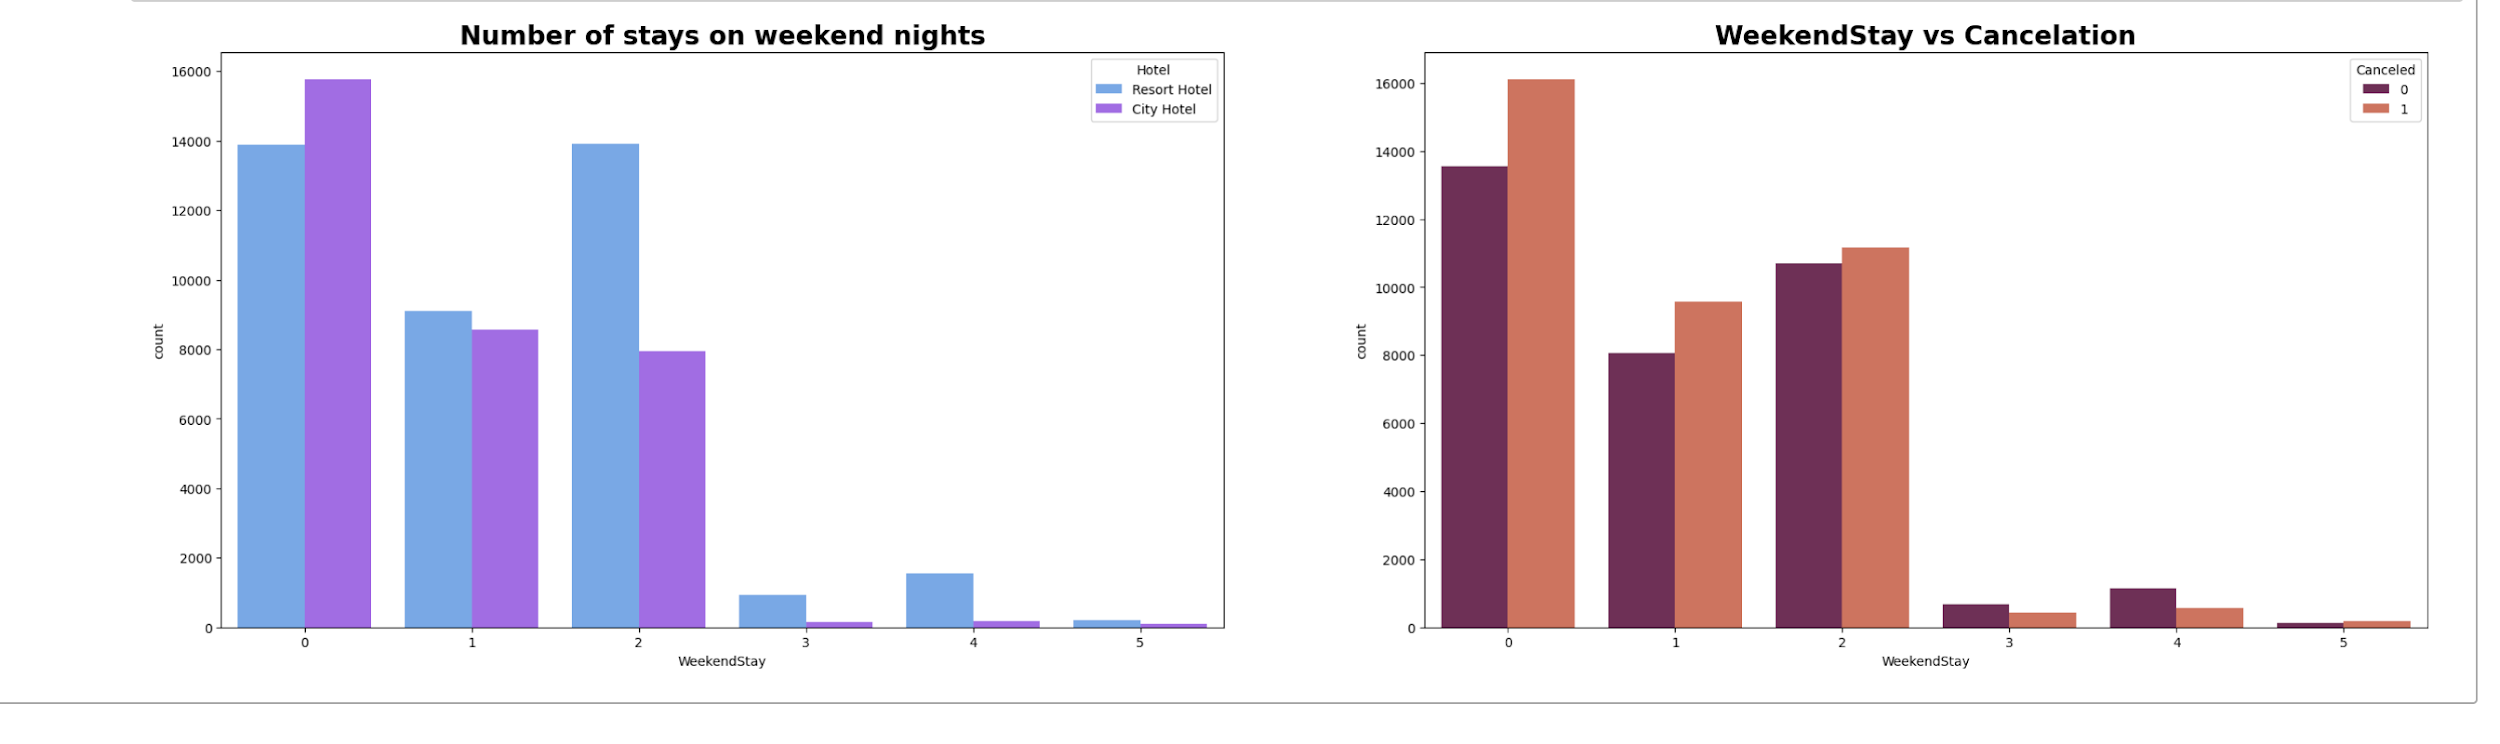 Number of stays on weekend nights
Hotel
Resort Hotel
City Hotel
16000
14000
12000
10000
8000
6000
4000
2000
0
count
0 1 2 3 4 5
WeekendStay
WeekendStay vs Cancelation
Canceled
0
1
16000
14000
12000
10000
8000
6000
4000
2000
0
count
0 1 2 3 4 5
WeekendStay